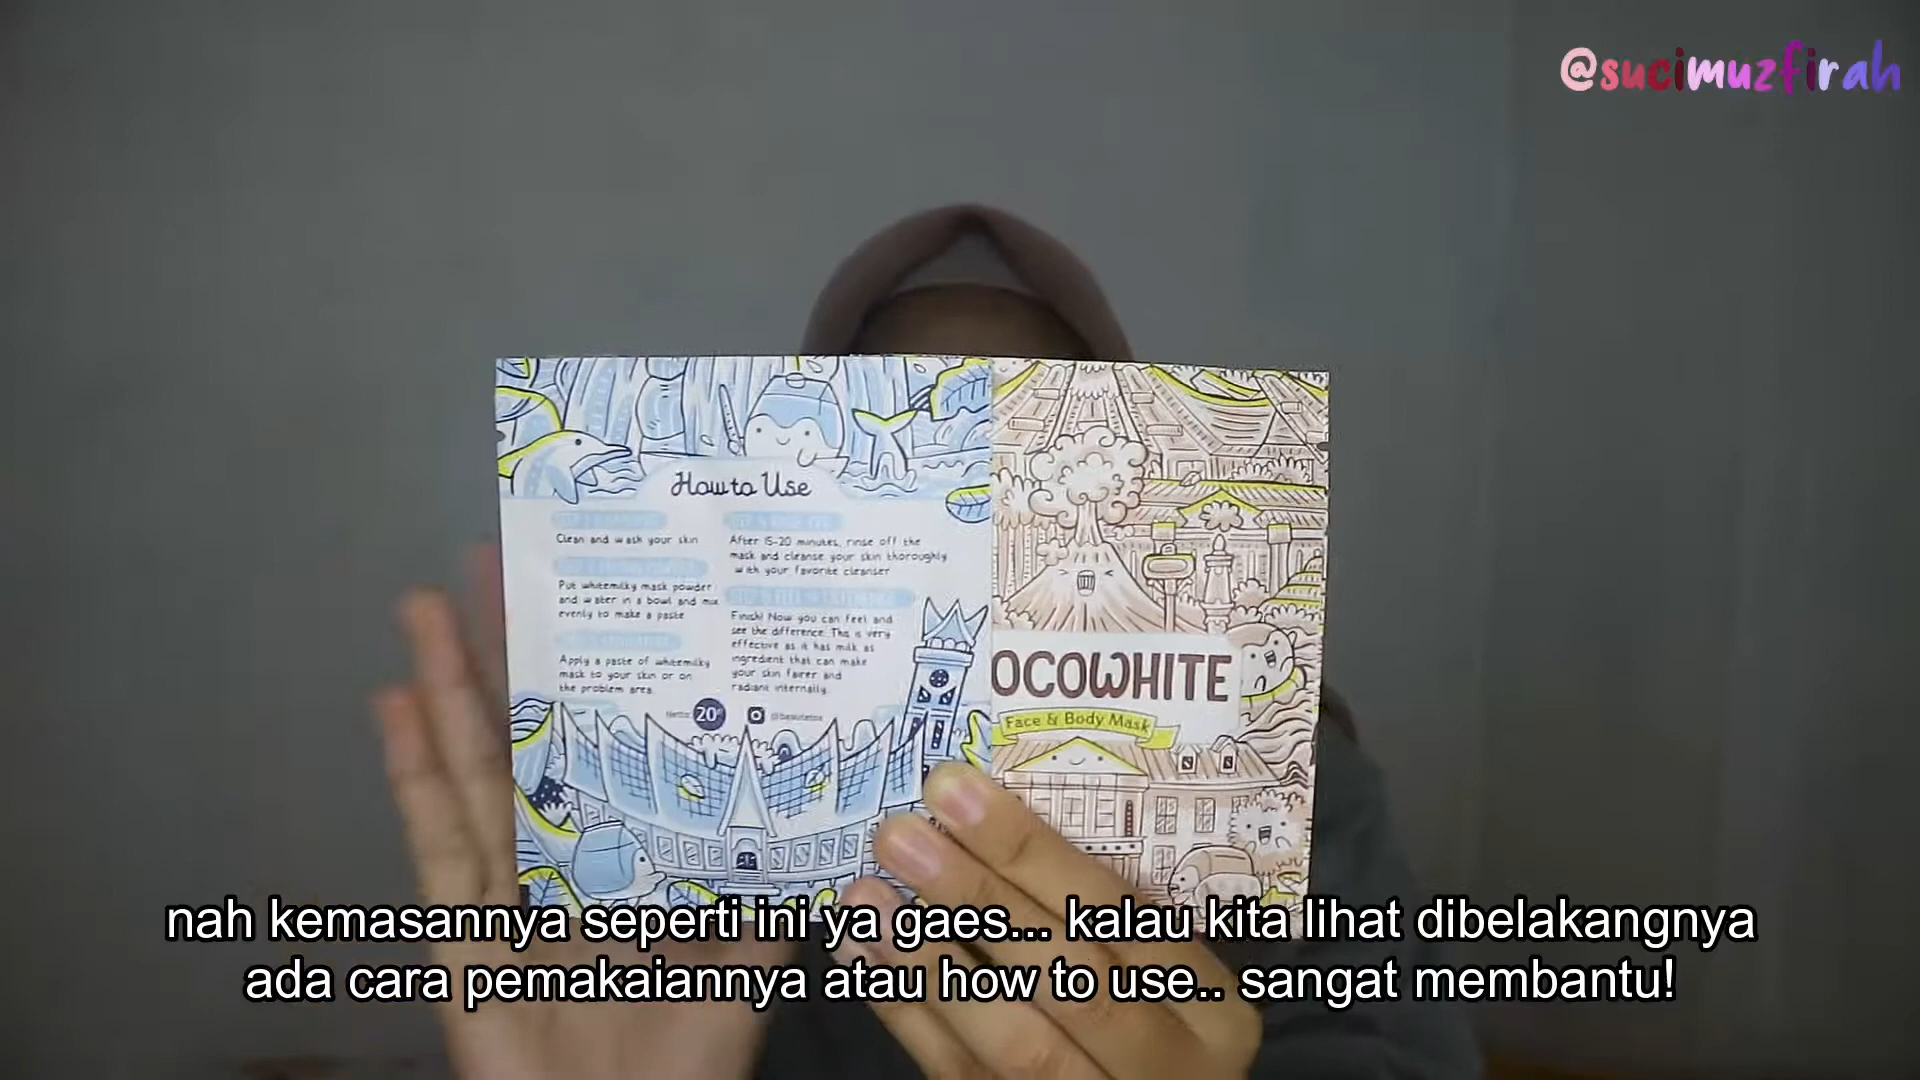 @sucimuzfirah
How to Use
Clean and wash your skin
Put whitemilky mask powder
and water in a bowl and mix
evenly to make a paste
Apply a paste of whitemilky
mask to your skin or on
the problem area.
After 15-20 minutes, rinse off the
mask and cleanse your skin thoroughly
with your favorite cleanser
Finish! Now you can feel and
see the difference. This is very
effective as it has milk as
ingredient that can make
your skin fairer and
radiant internally.
Netto 20
OCOWHITE
Face & Body Mask
nah kemasannya seperti ini ya gaes... kalau kita lihat dibelakangnya
ada cara pemakaiannya atau how to use.. sangat membantu!